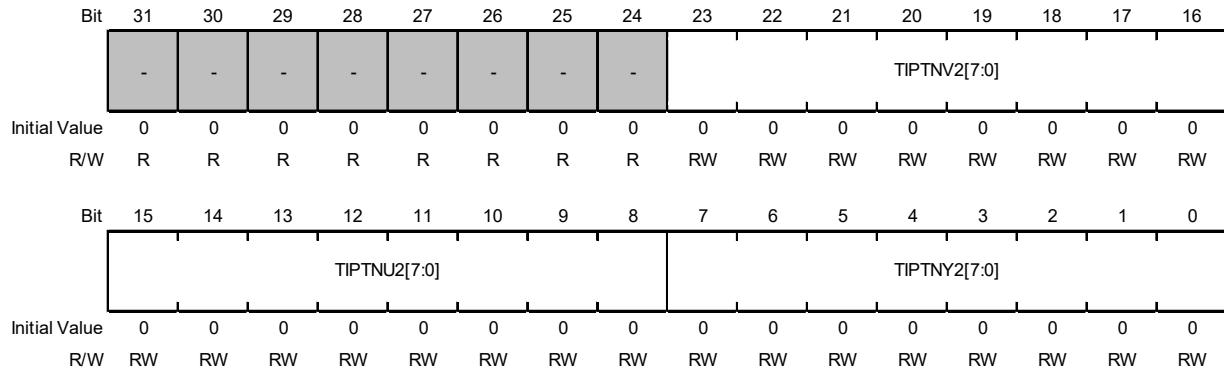 Bit 31 30 29 28 27 26 25 24 23 22 21 20 19 18 17 16
- - - - - - - - TIPTNV2[7:0]
Initial Value 0 0 0 0 0 0 0 0 0 0 0 0 0 0 0 0
R/W R R R R R R R R RW RW RW RW RW RW RW RW
Bit 15 14 13 12 11 10 9 8 7 6 5 4 3 2 1 0
TIPTNU2[7:0] TIPTNY2[7:0]
Initial Value 0 0 0 0 0 0 0 0 0 0 0 0 0 0 0 0
R/W RW RW RW RW RW RW RW RW RW RW RW RW RW RW RW RW